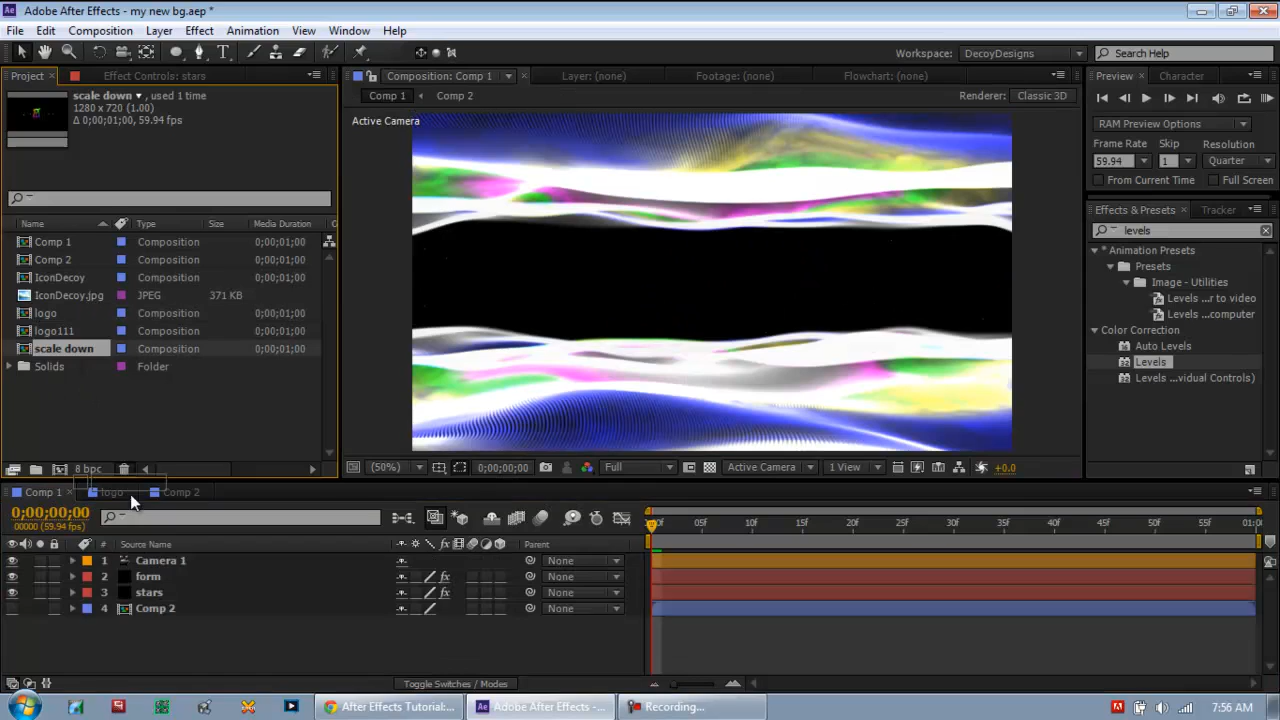 Adobe After Effects - my new bg.aep *
File Edit Composition Layer Effect Animation View Window Help
Workspace: DecoyDesigns Search Help
Project Effect Controls: stars
Composition: Comp 1 Layer: (none) Footage: (none) Flowchart: (none)
Preview Character
scale down , used 1 time
1280 x 720 (1.00)
Δ 0;00;01;00, 59.94 fps
Comp 1 Comp 2 Renderer: Classic 3D
Active Camera
RAM Preview Options
Frame Rate Skip Resolution
59.94 1 Quarter
From Current Time Full Screen
Effects & Presets Tracker
levels
* Animation Presets
Presets
Image - Utilities
Levels ...r to video
Levels ...computer
Color Correction
Auto Levels
Levels
Levels ...vidual Controls)
Name Type Size Media Duration
Comp 1 Composition 0;00;01;00
Comp 2 Composition 0;00;01;00
IconDecoy Composition 0;00;01;00
IconDecoy.jpg JPEG 371 KB
logo Composition 0;00;01;00
logo111 Composition 0;00;01;00
scale down Composition 0;00;01;00
Solids Folder
8 bpc
(50%) 0;00;00;00 Full Active Camera 1 View +0.0
Comp 1 logo Comp 2
0;00;00;00
00000 (59.94 fps)
# Source Name Parent
1 Camera 1 None
2 form None
3 stars None
4 Comp 2 None
05F 10F 15F 20F 25F 30F 35F 40F 45F 50F 55F
Toggle Switches / Modes
After Effects Tutorial:... Adobe After Effects -... Recording...
7:56 AM